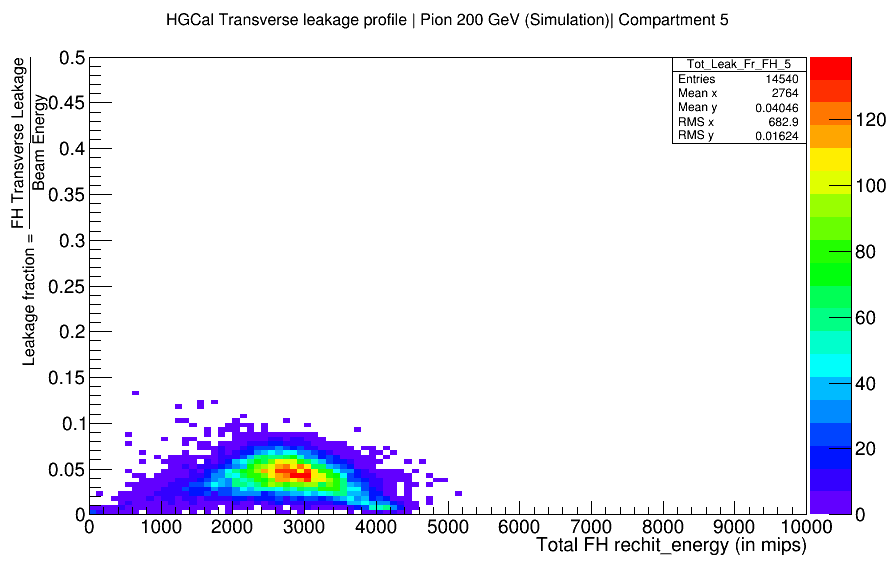 HGCal Transverse leakage profile | Pion 200 GeV (Simulation)| Compartment 5
Leakage fraction = FH Transverse Leakage
Beam Energy
0.5
0.45
0.4
0.35
0.3
0.25
0.2
0.15
0.1
0.05
0
Tot_Leak_Fr_FH_5
Entries 14540
Mean x 2764
Mean y 0.04046
RMS x 682.9
RMS y 0.01624
120
100
80
60
40
20
0
0 1000 2000 3000 4000 5000 6000 7000 8000 9000 10000
Total FH rechit_energy (in mips)